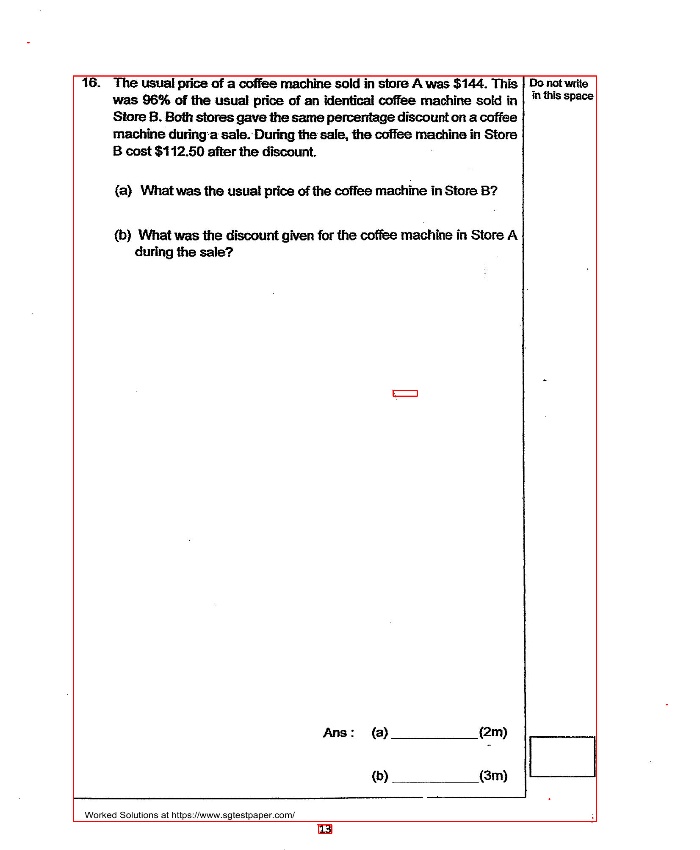 16. The usual price of a coffee machine sold in store A was $144. This
was 96% of the usual price of an identical coffee machine sold in
Store B. Both stores gave the same percentage discount on a coffee
machine during a sale. During the sale, the coffee machine in Store
B cost $112.50 after the discount.
Do not write
in this space
(a) What was the usual price of the coffee machine in Store B?
(b) What was the discount given for the coffee machine in Store A
during the sale?
Ans : (a) __________ (2m)
(b) __________ (3m)
Worked Solutions at https://www.sgtestpaper.com/
13